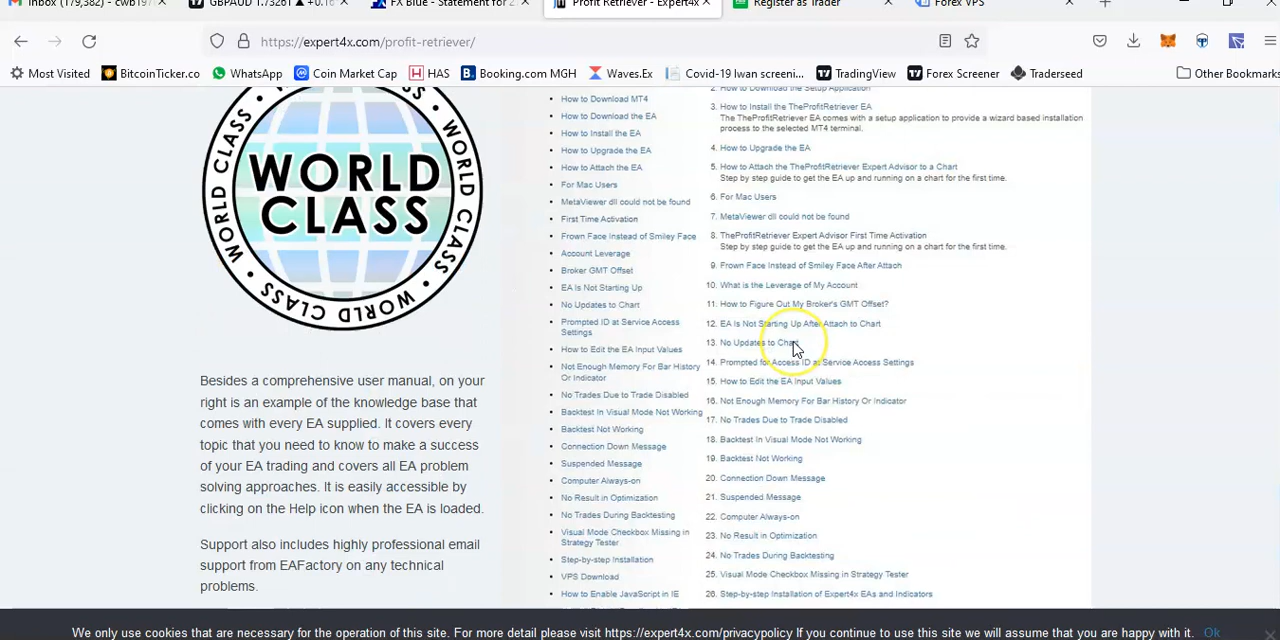 Inbox (179,382) - cwb197
GBPAUD 1.73261 ▲ +0.16
FX Blue - Statement for 2
Profit Retriever - Expert4x
Register as Trader
Forex VPS
https://expert4x.com/profit-retriever/
Most Visited
BitcoinTicker.co
WhatsApp
Coin Market Cap
HAS
Booking.com MGH
Waves.Ex
Covid-19 Iwan screeni...
TradingView
Forex Screener
Traderseed
Other Bookmarks
WORLD CLASS
WORLD CLASS
WORLD CLASS
WORLD
CLASS
Besides a comprehensive user manual, on your
right is an example of the knowledge base that
comes with every EA supplied. It covers every
topic that you need to know to make a success
of your EA trading and covers all EA problem
solving approaches. It is easily accessible by
clicking on the Help icon when the EA is loaded.
Support also includes highly professional email
support from EAFactory on any technical
problems.
How to Download MT4
How to Download the EA
How to Install the EA
How to Upgrade the EA
How to Attach the EA
For Mac Users
MetaViewer dll could not be found
First Time Activation
Frown Face Instead of Smiley Face
Account Leverage
Broker GMT Offset
EA Is Not Starting Up
No Updates to Chart
Prompted ID at Service Access
Settings
How to Edit the EA Input Values
Not Enough Memory For Bar History
Or Indicator
No Trades Due to Trade Disabled
Backtest In Visual Mode Not Working
Backtest Not Working
Connection Down Message
Suspended Message
Computer Always-on
No Result in Optimization
No Trades During Backtesting
Visual Mode Checkbox Missing in
Strategy Tester
Step-by-step Installation
VPS Download
How to Enable JavaScript in IE
2. How to Download the Setup Application
3. How to Install the TheProfitRetriever EA
The TheProfitRetriever EA comes with a setup application to provide a wizard based installation
process to the selected MT4 terminal.
4. How to Upgrade the EA
5. How to Attach the TheProfitRetriever Expert Advisor to a Chart
Step by step guide to get the EA up and running on a chart for the first time.
6. For Mac Users
7. MetaViewer dll could not be found
8. TheProfitRetriever Expert Advisor First Time Activation
Step by step guide to get the EA up and running on a chart for the first time.
9. Frown Face Instead of Smiley Face After Attach
10. What is the Leverage of My Account
11. How to Figure Out My Broker's GMT Offset?
12. EA Is Not Starting Up After Attach to Chart
13. No Updates to Chart
14. Prompted for Access ID at Service Access Settings
15. How to Edit the EA Input Values
16. Not Enough Memory For Bar History Or Indicator
17. No Trades Due to Trade Disabled
18. Backtest In Visual Mode Not Working
19. Backtest Not Working
20. Connection Down Message
21. Suspended Message
22. Computer Always-on
23. No Result in Optimization
24. No Trades During Backtesting
25. Visual Mode Checkbox Missing in Strategy Tester
26. Step-by-step Installation of Expert4x EAs and Indicators
We only use cookies that are necessary for the operation of this site. For more detail please visit https://expert4x.com/privacypolicy If you continue to use this site we will assume that you are happy with it. Ok